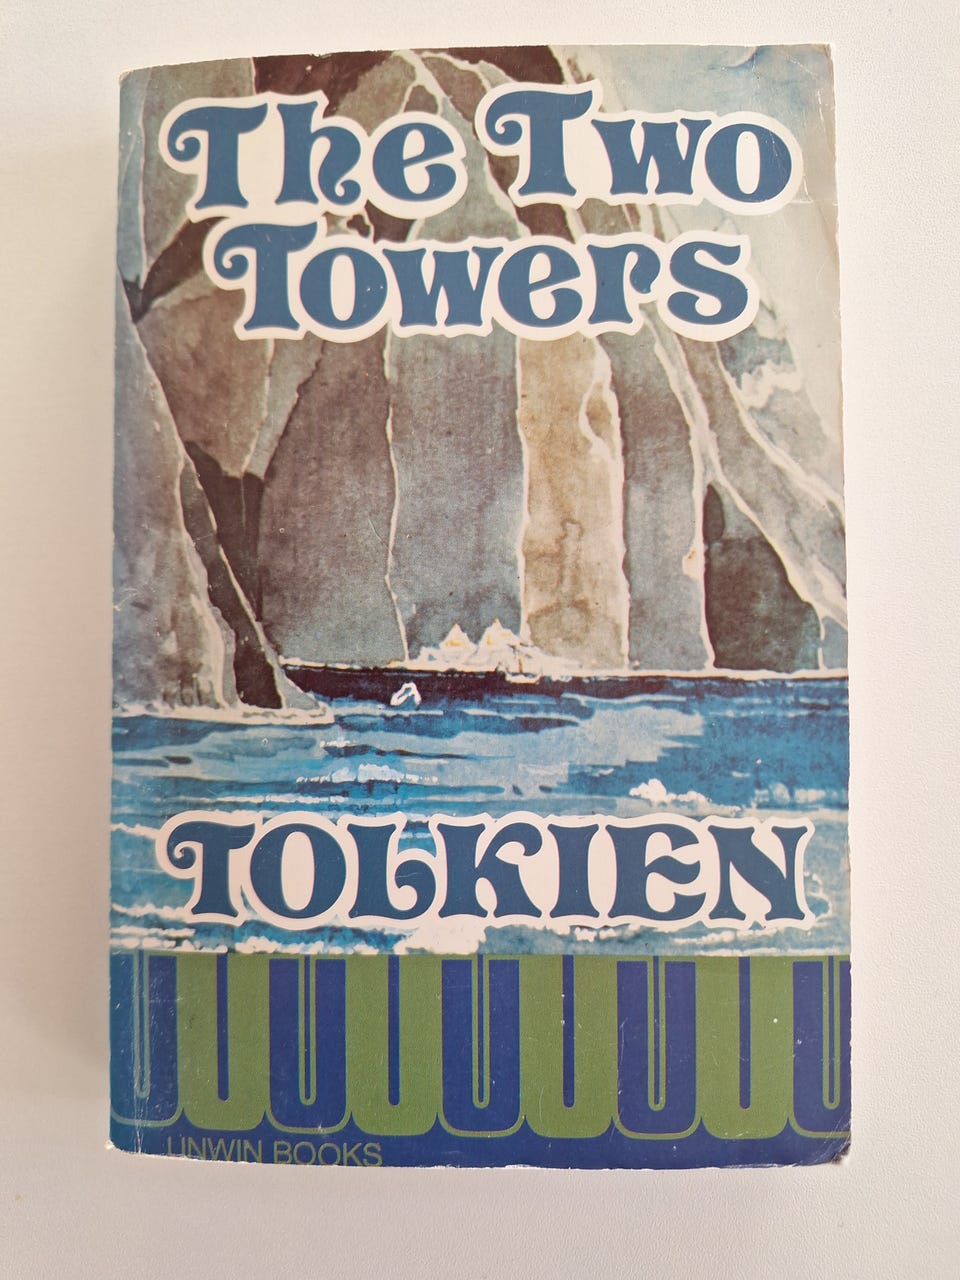 The Two
Towers
TOLKIEN
UNWIN BOOKS